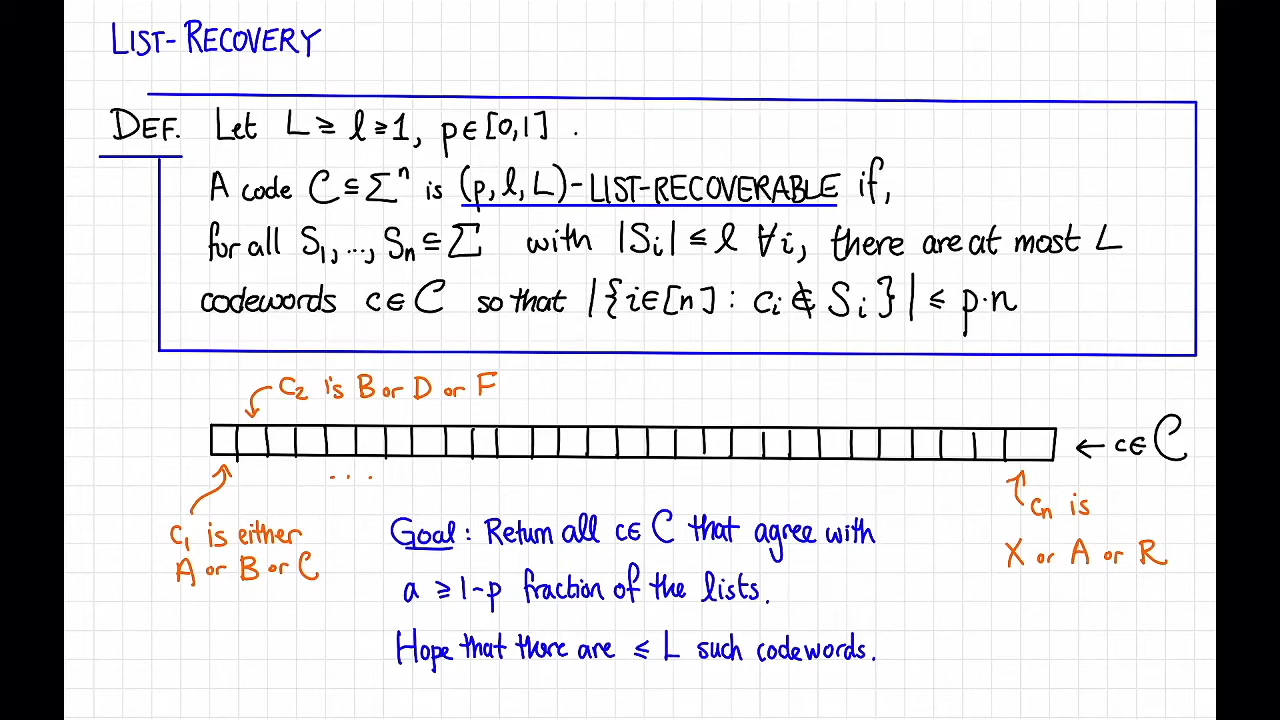 LIST-RECOVERY
DEF. Let L ≥ l ≥ 1, p ∈ [0,1] .
A code C ⊆ Σⁿ is (p, l, L)-LIST-RECOVERABLE if,
for all S₁, ..., Sₙ ⊆ Σ with |Sᵢ| ≤ l ∀i, there are at most L
codewords c ∈ C so that |{i∈[n] : cᵢ ∉ Sᵢ}| ≤ p·n
c₂ is B or D or F
← c ∈ C
...
c₁ is either
A or B or C
cₙ is
X or A or R
Goal: Return all c ∈ C that agree with
a ≥ 1-p fraction of the lists.
Hope that there are ≤ L such codewords.